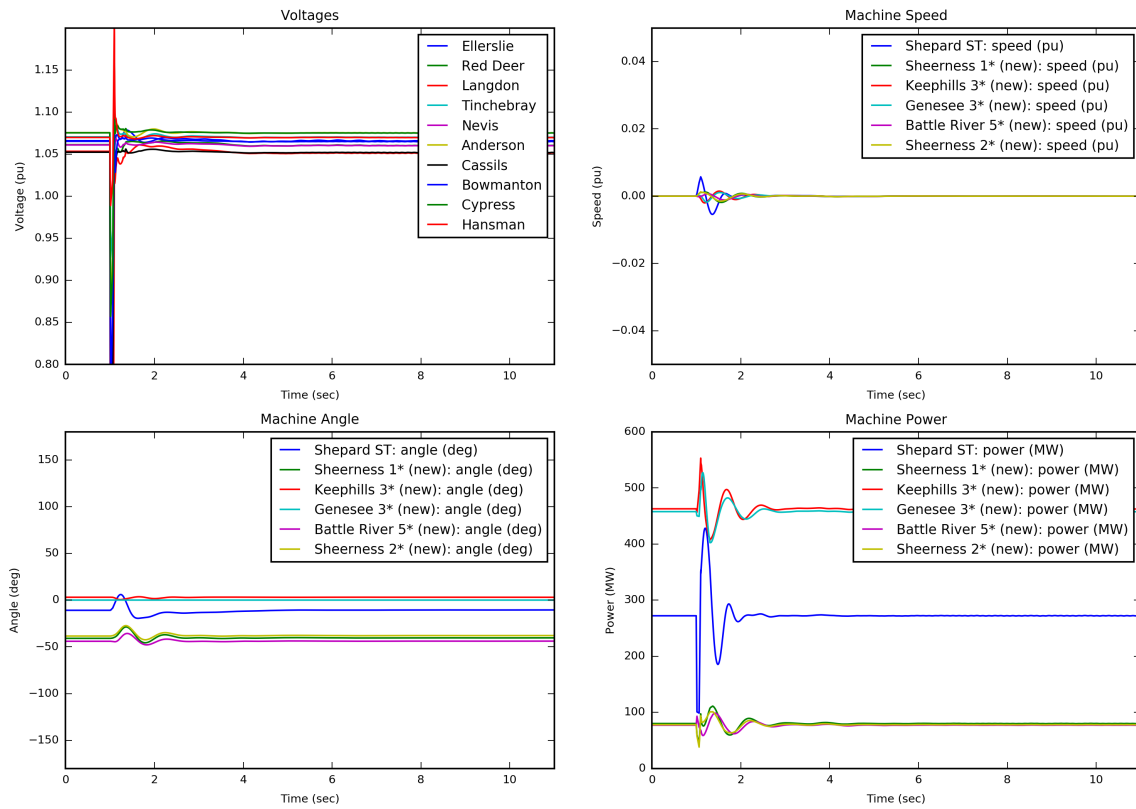 Voltages
1.15
1.10
1.05
1.00
0.95
0.90
0.85
0.80
Voltage (pu)
Ellerslie
Red Deer
Langdon
Tinchebray
Nevis
Anderson
Cassils
Bowmanton
Cypress
Hansman
0 2 4 6 8 10
Time (sec)
Machine Speed
0.04
0.02
0.00
−0.02
−0.04
Speed (pu)
Shepard ST: speed (pu)
Sheerness 1* (new): speed (pu)
Keephills 3* (new): speed (pu)
Genesee 3* (new): speed (pu)
Battle River 5* (new): speed (pu)
Sheerness 2* (new): speed (pu)
0 2 4 6 8 10
Time (sec)
Machine Angle
150
100
50
0
−50
−100
−150
Angle (deg)
Shepard ST: angle (deg)
Sheerness 1* (new): angle (deg)
Keephills 3* (new): angle (deg)
Genesee 3* (new): angle (deg)
Battle River 5* (new): angle (deg)
Sheerness 2* (new): angle (deg)
0 2 4 6 8 10
Time (sec)
Machine Power
600
500
400
300
200
100
0
Power (MW)
Shepard ST: power (MW)
Sheerness 1* (new): power (MW)
Keephills 3* (new): power (MW)
Genesee 3* (new): power (MW)
Battle River 5* (new): power (MW)
Sheerness 2* (new): power (MW)
0 2 4 6 8 10
Time (sec)